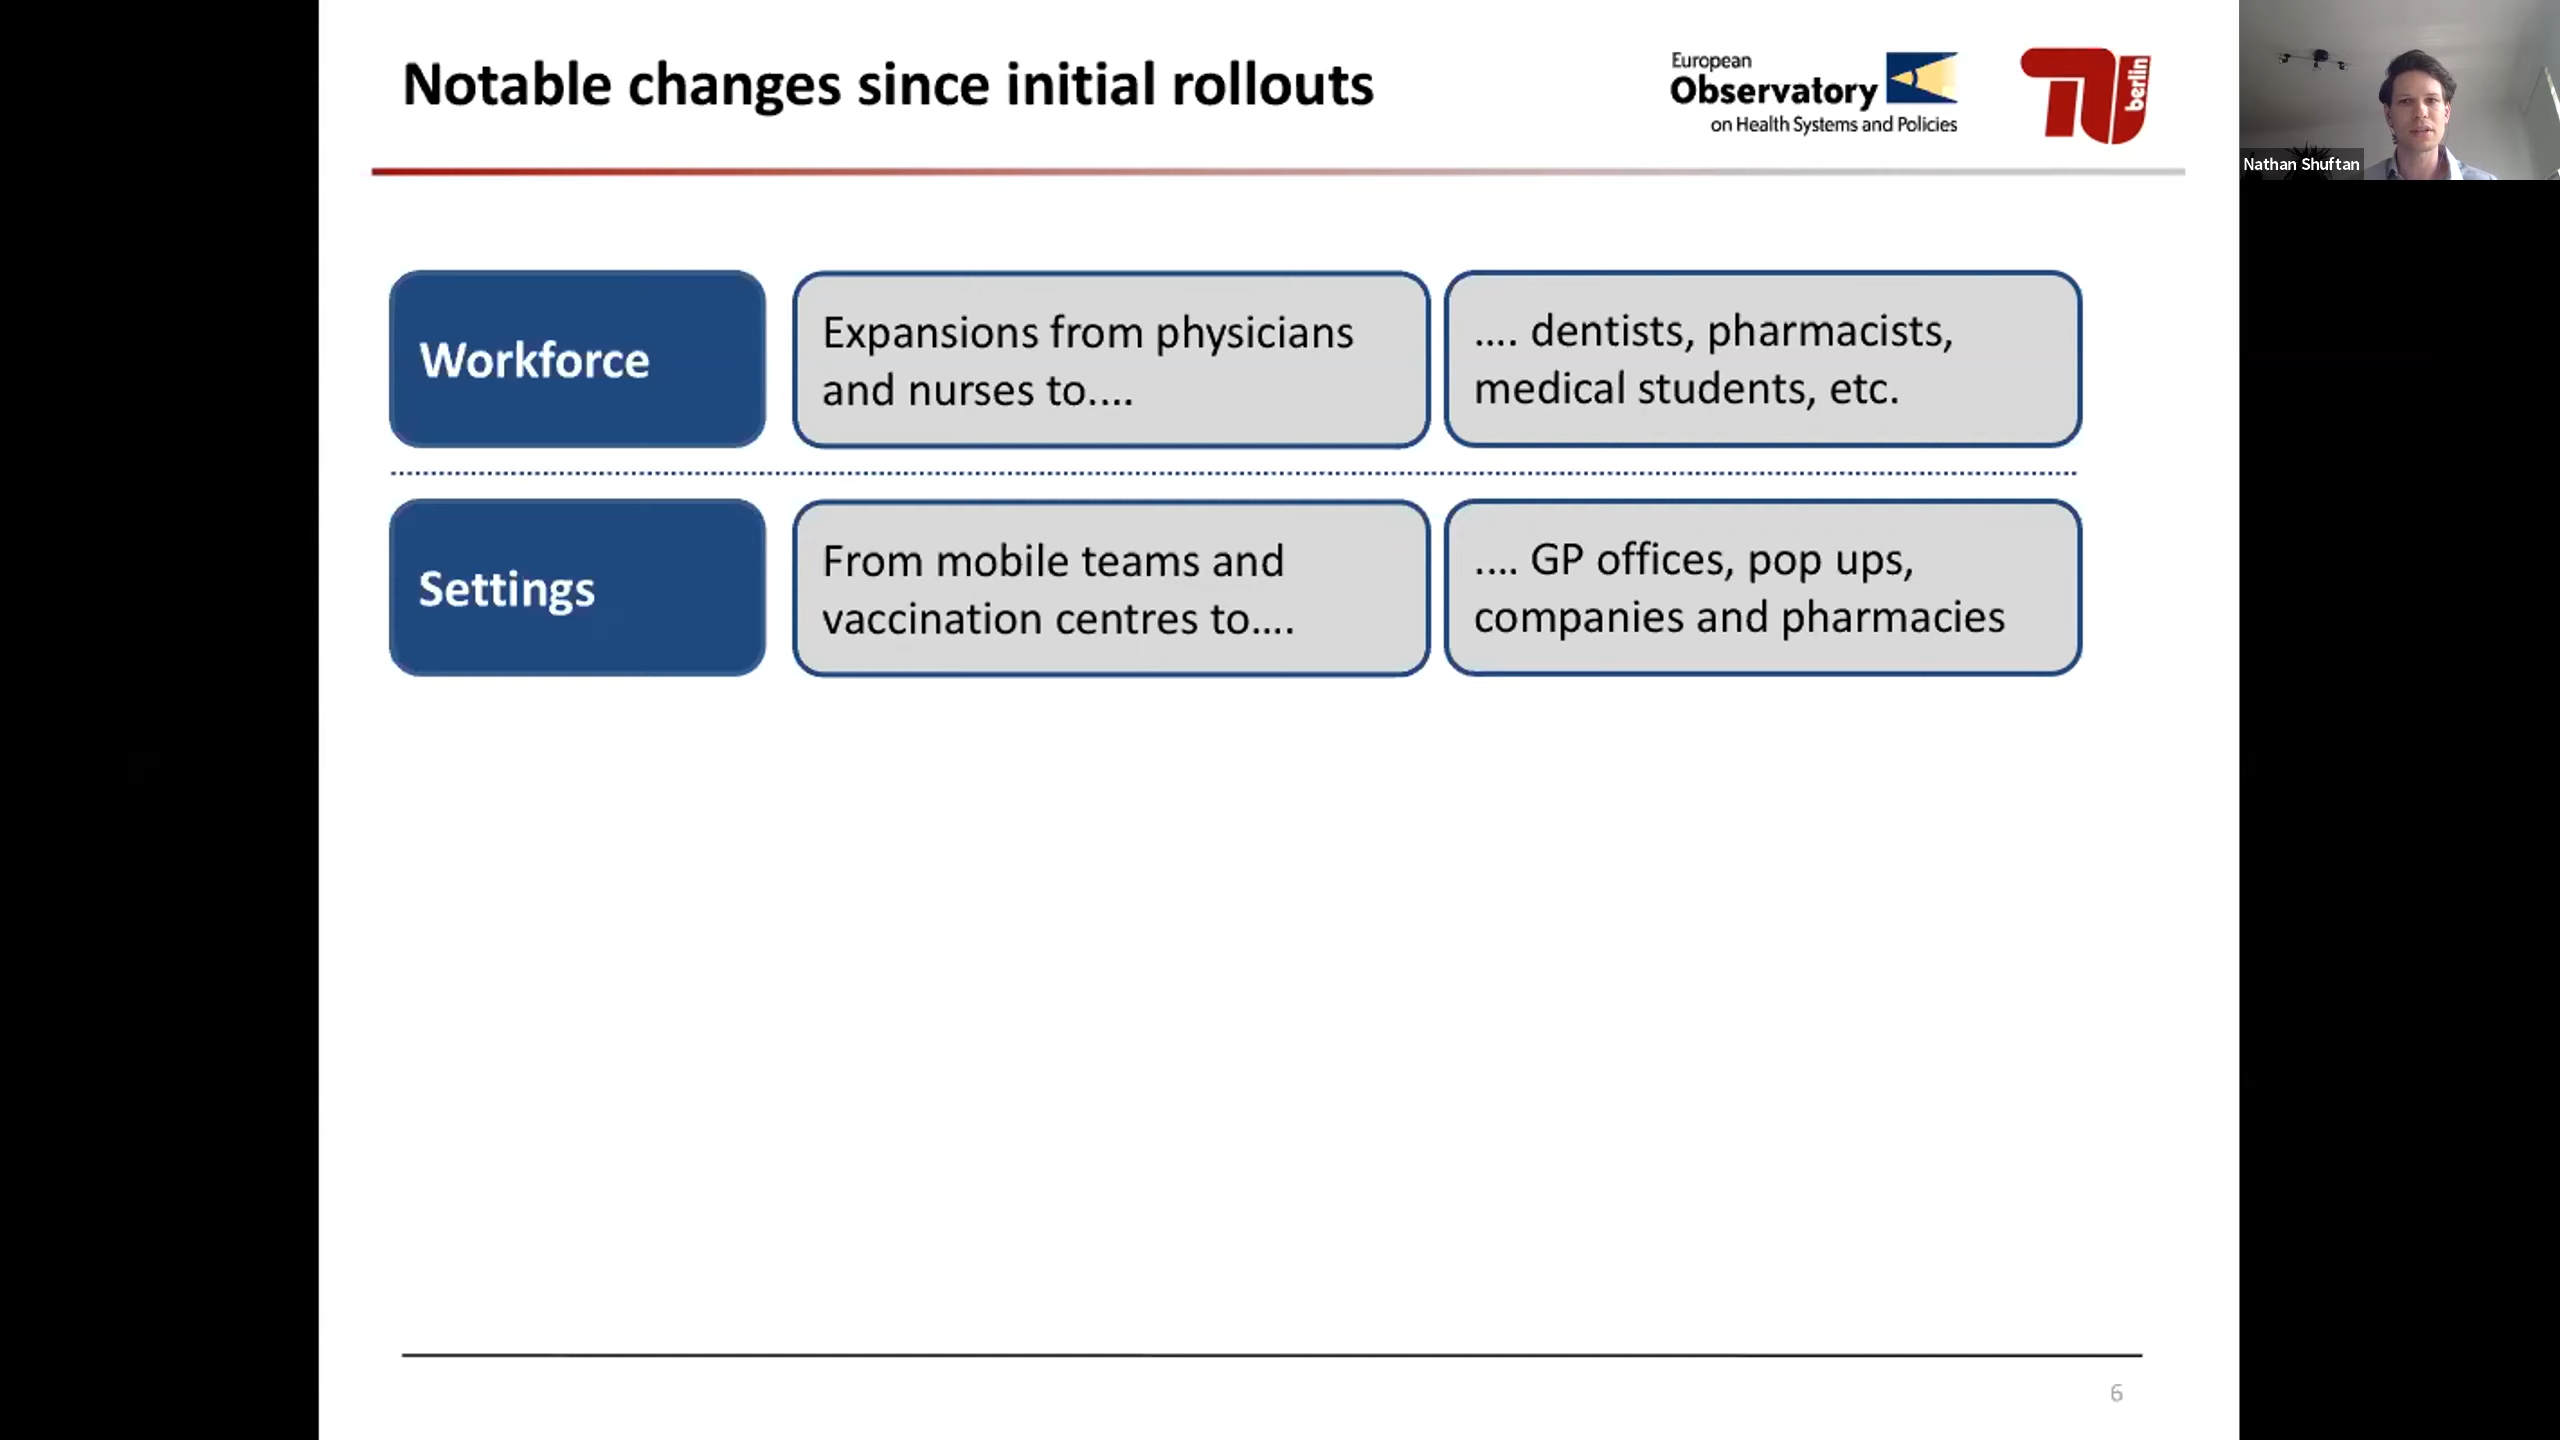 Notable changes since initial rollouts
European
Observatory
on Health Systems and Policies
berlin
Nathan Shuftan
Workforce
Expansions from physicians
and nurses to....
.... dentists, pharmacists,
medical students, etc.
Settings
From mobile teams and
vaccination centres to....
.... GP offices, pop ups,
companies and pharmacies
6